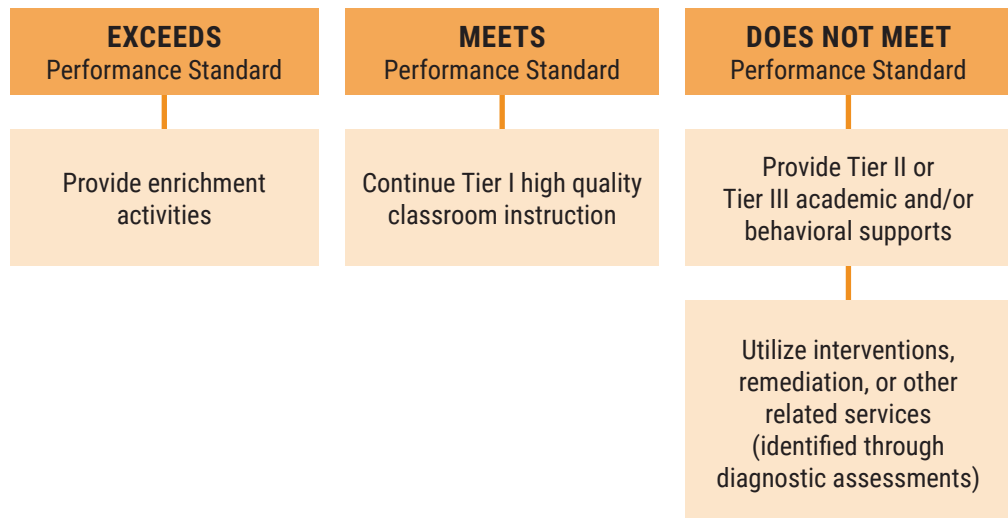 EXCEEDS
Performance Standard
Provide enrichment
activities
MEETS
Performance Standard
Continue Tier I high quality
classroom instruction
DOES NOT MEET
Performance Standard
Provide Tier II or
Tier III academic and/or
behavioral supports
Utilize interventions,
remediation, or other
related services
(identified through
diagnostic assessments)